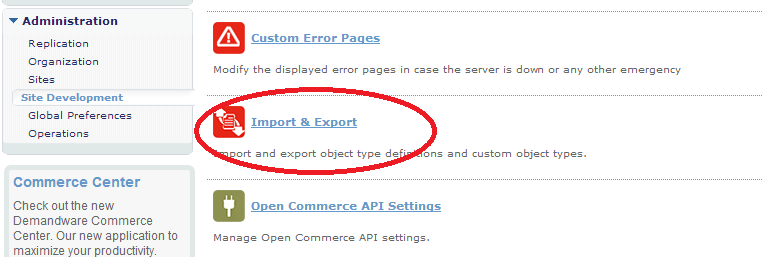 Administration
Replication
Organization
Sites
Site Development
Global Preferences
Operations
Commerce Center
Check out the new
Demandware Commerce
Center. Our new application to
maximize your productivity.
Custom Error Pages
Modify the displayed error pages in case the server is down or any other emergency
Import & Export
Import and export object type definitions and custom object types.
Open Commerce API Settings
Manage Open Commerce API settings.